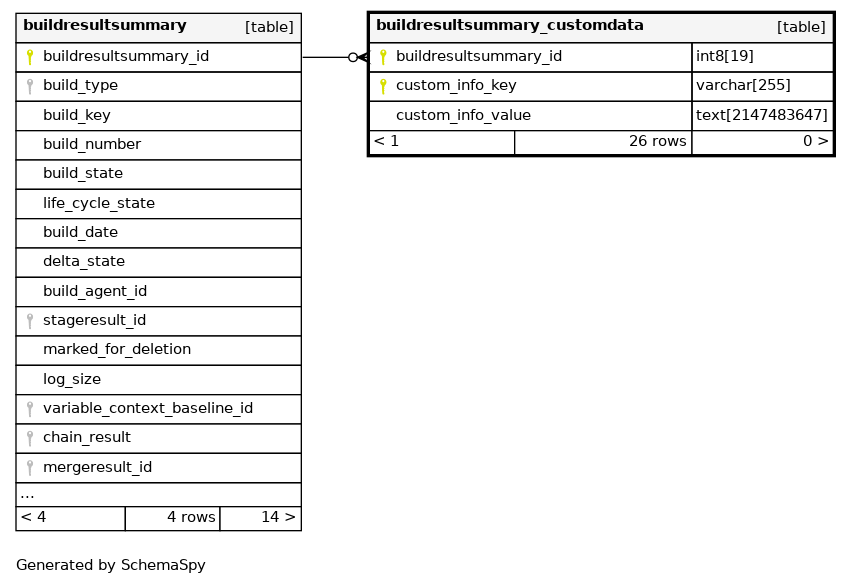 buildresultsummary [table]
buildresultsummary_id
build_type
build_key
build_number
build_state
life_cycle_state
build_date
delta_state
build_agent_id
stageresult_id
marked_for_deletion
log_size
variable_context_baseline_id
chain_result
mergeresult_id
...
< 4 4 rows 14 >
buildresultsummary_customdata [table]
buildresultsummary_id int8[19]
custom_info_key varchar[255]
custom_info_value text[2147483647]
< 1 26 rows 0 >
Generated by SchemaSpy